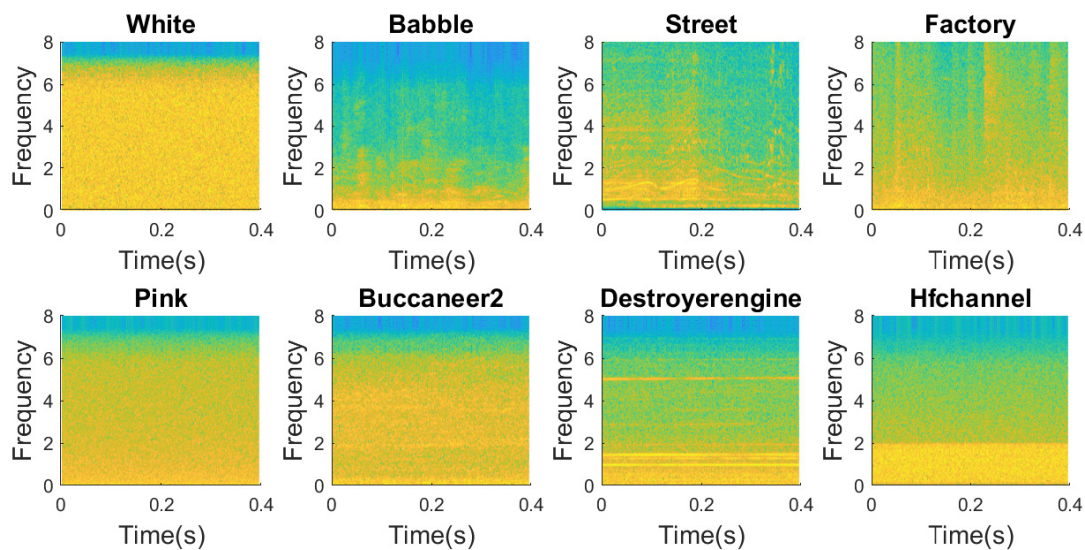 White Babble Street Factory
8 8 8 8
6 6 6 6
4 4 4 4
2 2 2 2
0 0 0 0
Frequency Frequency Frequency Frequency
0 0.2 0.4 0 0.2 0.4 0 0.2 0.4 0 0.2 0.4
Time(s) Time(s) Time(s) Time(s)
Pink Buccaneer2 Destroyerengine Hfchannel
8 8 8 8
6 6 6 6
4 4 4 4
2 2 2 2
0 0 0 0
Frequency Frequency Frequency Frequency
0 0.2 0.4 0 0.2 0.4 0 0.2 0.4 0 0.2 0.4
Time(s) Time(s) Time(s) Time(s)